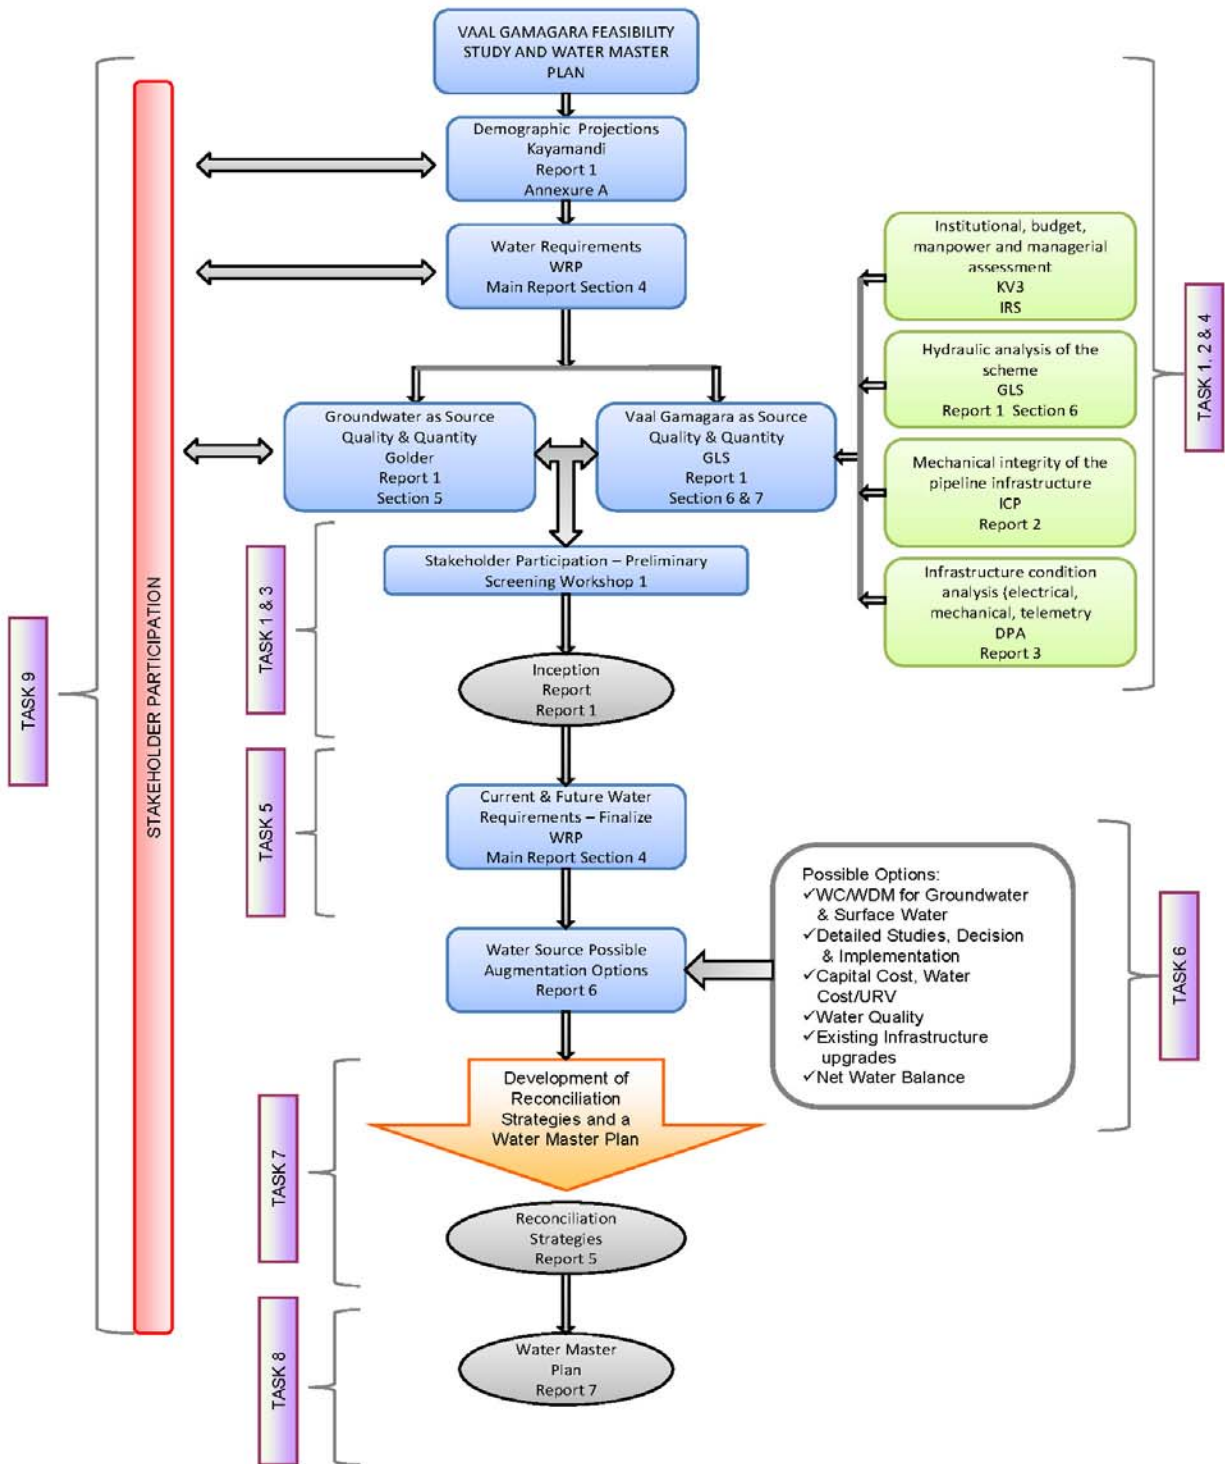 VAAL GAMAGARA FEASIBILITY
STUDY AND WATER MASTER
PLAN
Demographic Projections
Kayamandi
Report 1
Annexure A
Water Requirements
WRP
Main Report Section 4
Institutional, budget,
manpower and managerial
assessment
KV3
IRS
Hydraulic analysis of the
scheme
GLS
Report 1 Section 6
Mechanical integrity of the
pipeline infrastructure
ICP
Report 2
Infrastructure condition
analysis (electrical,
mechanical, telemetry
DPA
Report 3
TASK 1. 2 & 4
Groundwater as Source
Quality & Quantity
Golder
Report 1
Section 5
Vaal Gamagara as Source
Quality & Quantity
GLS
Report 1
Section 6 & 7
Stakeholder Participation – Preliminary
Screening Workshop 1
TASK 9
STAKEHOLDER PARTICIPATION
TASK 1 & 3
Inception
Report
Report 1
TASK 5
Current & Future Water
Requirements – Finalize
WRP
Main Report Section 4
Water Source Possible
Augmentation Options
Report 6
Possible Options:
✓WC/WDM for Groundwater
& Surface Water
✓Detailed Studies, Decision
& Implementation
✓Capital Cost, Water
Cost/URV
✓Water Quality
✓Existing Infrastructure
upgrades
✓Net Water Balance
TASK 6
Development of
Reconciliation
Strategies and a
Water Master Plan
TASK 7
Reconciliation
Strategies
Report 5
TASK 8
Water Master
Plan
Report 7